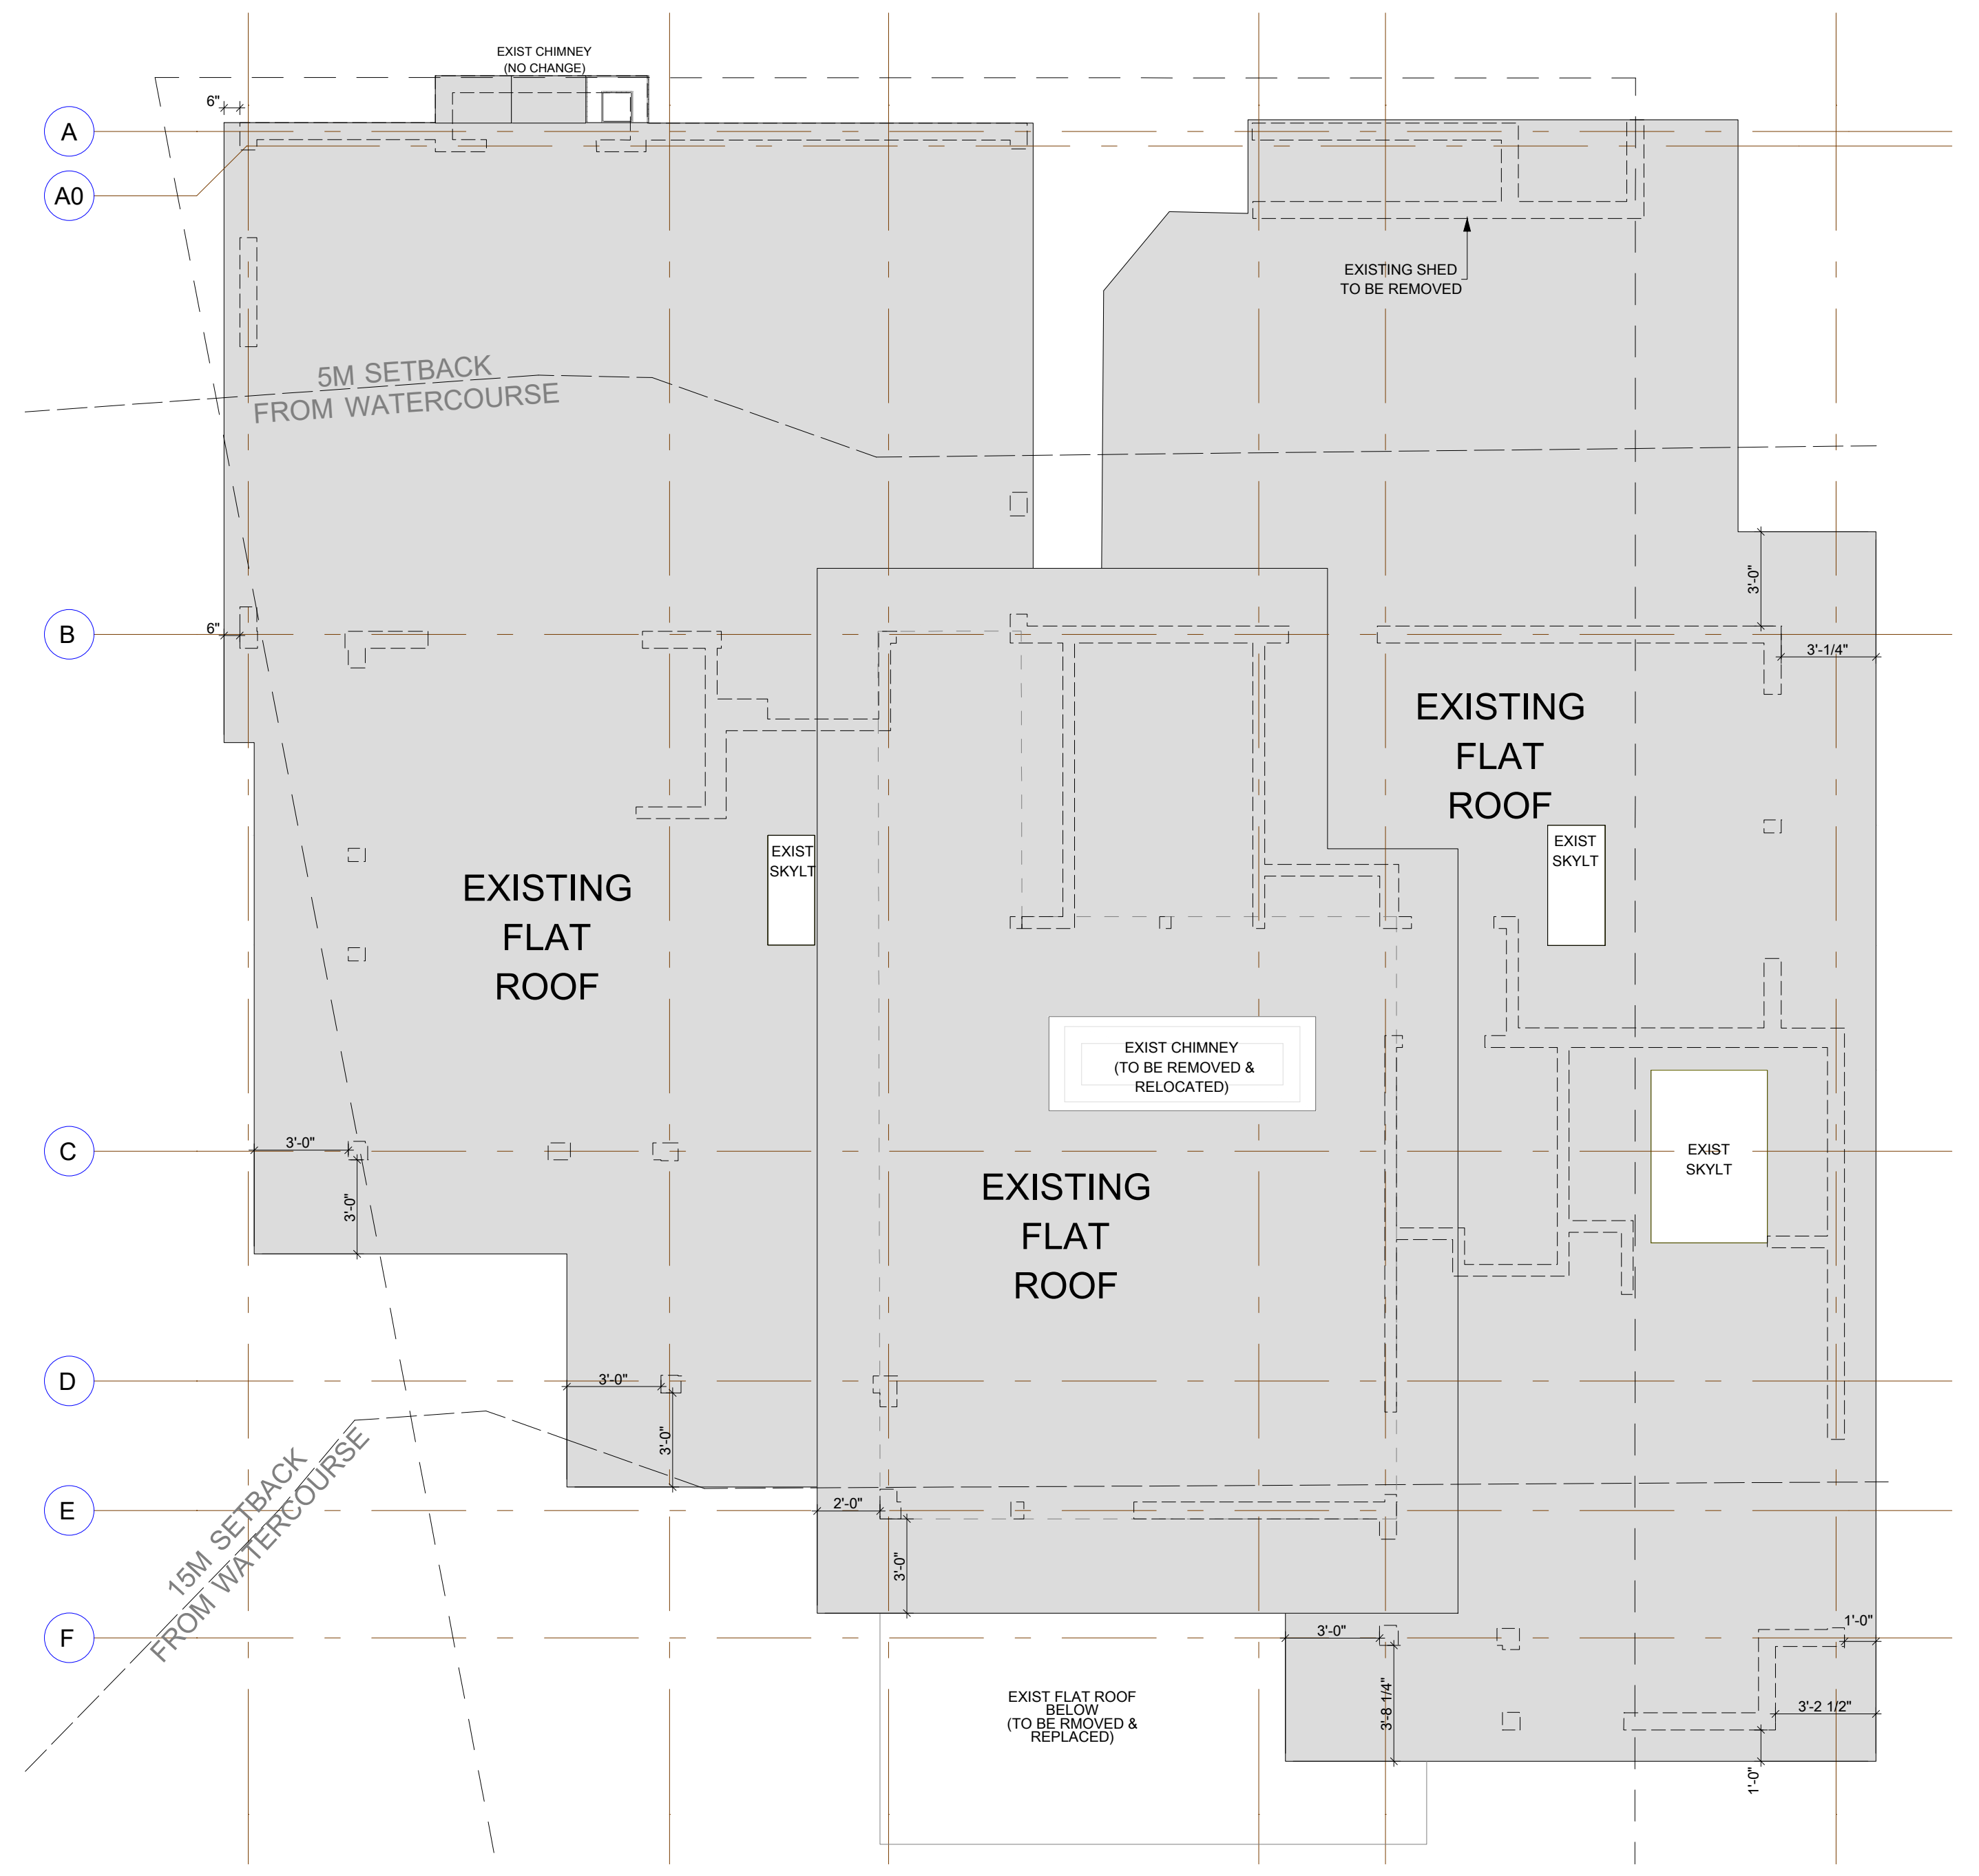 EXIST CHIMNEY
(NO CHANGE)
6"
A
A0
EXISTING SHED
TO BE REMOVED
5M SETBACK
FROM WATERCOURSE
3'-0"
6"
B
3'-1/4"
EXISTING
FLAT
ROOF
EXIST
SKYLT
EXIST
SKYLT
EXISTING
FLAT
ROOF
EXIST CHIMNEY
(TO BE REMOVED &
RELOCATED)
C
3'-0"
3'-0"
EXIST
SKYLT
EXISTING
FLAT
ROOF
D
3'-0"
3'-0"
15M SETBACK
FROM WATERCOURSE
E
2'-0"
3'-0"
F
3'-0"
1'-0"
3'-8 1/4"
3'-2 1/2"
EXIST FLAT ROOF
BELOW
(TO BE RMOVED &
REPLACED)
1'-0"